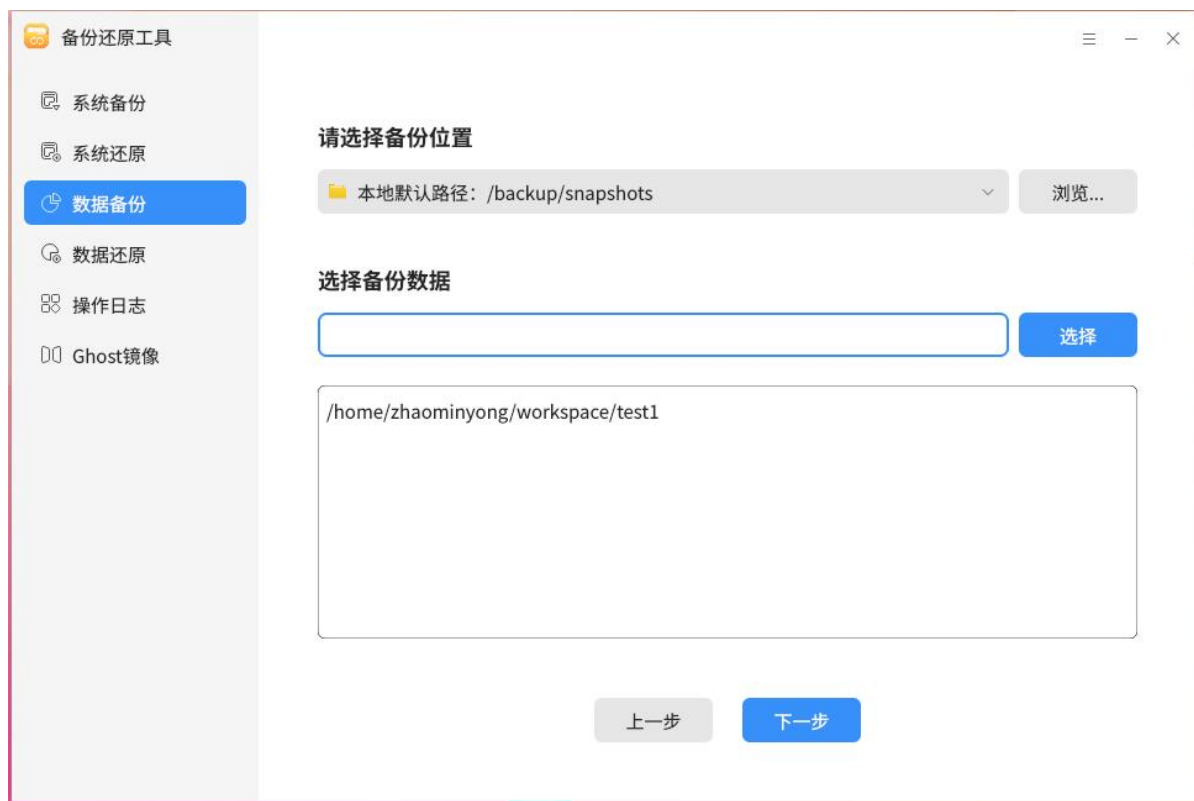 备份还原工具
系统备份
系统还原
数据备份
数据还原
操作日志
Ghost镜像
请选择备份位置
本地默认路径：/backup/snapshots
浏览...
选择备份数据
选择
/home/zhaominyong/workspace/test1
上一步
下一步